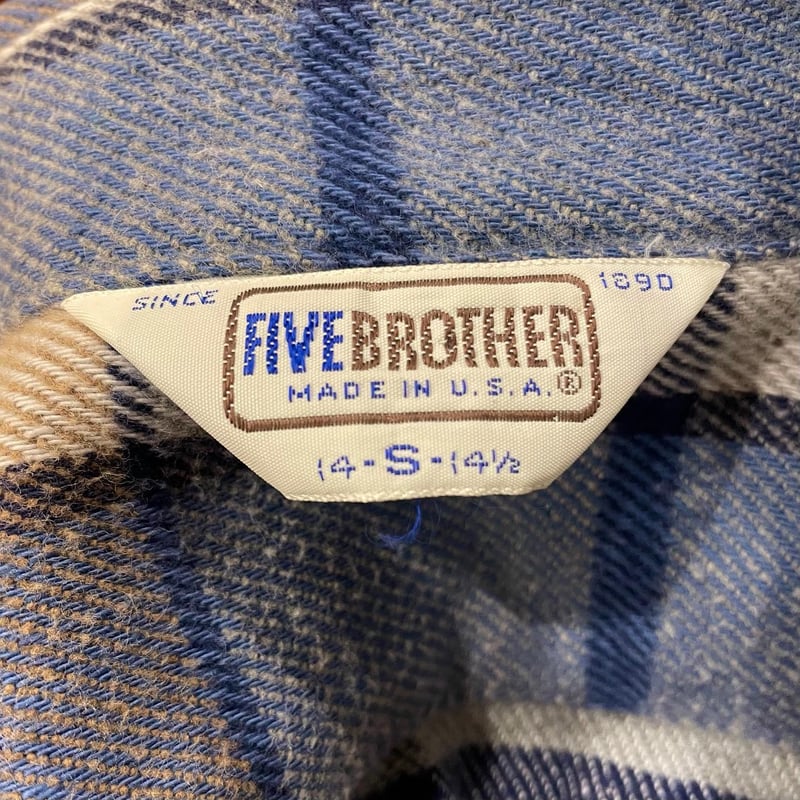 SINCE 1890
FIVE BROTHER
MADE IN U.S.A.®
14-S-14½